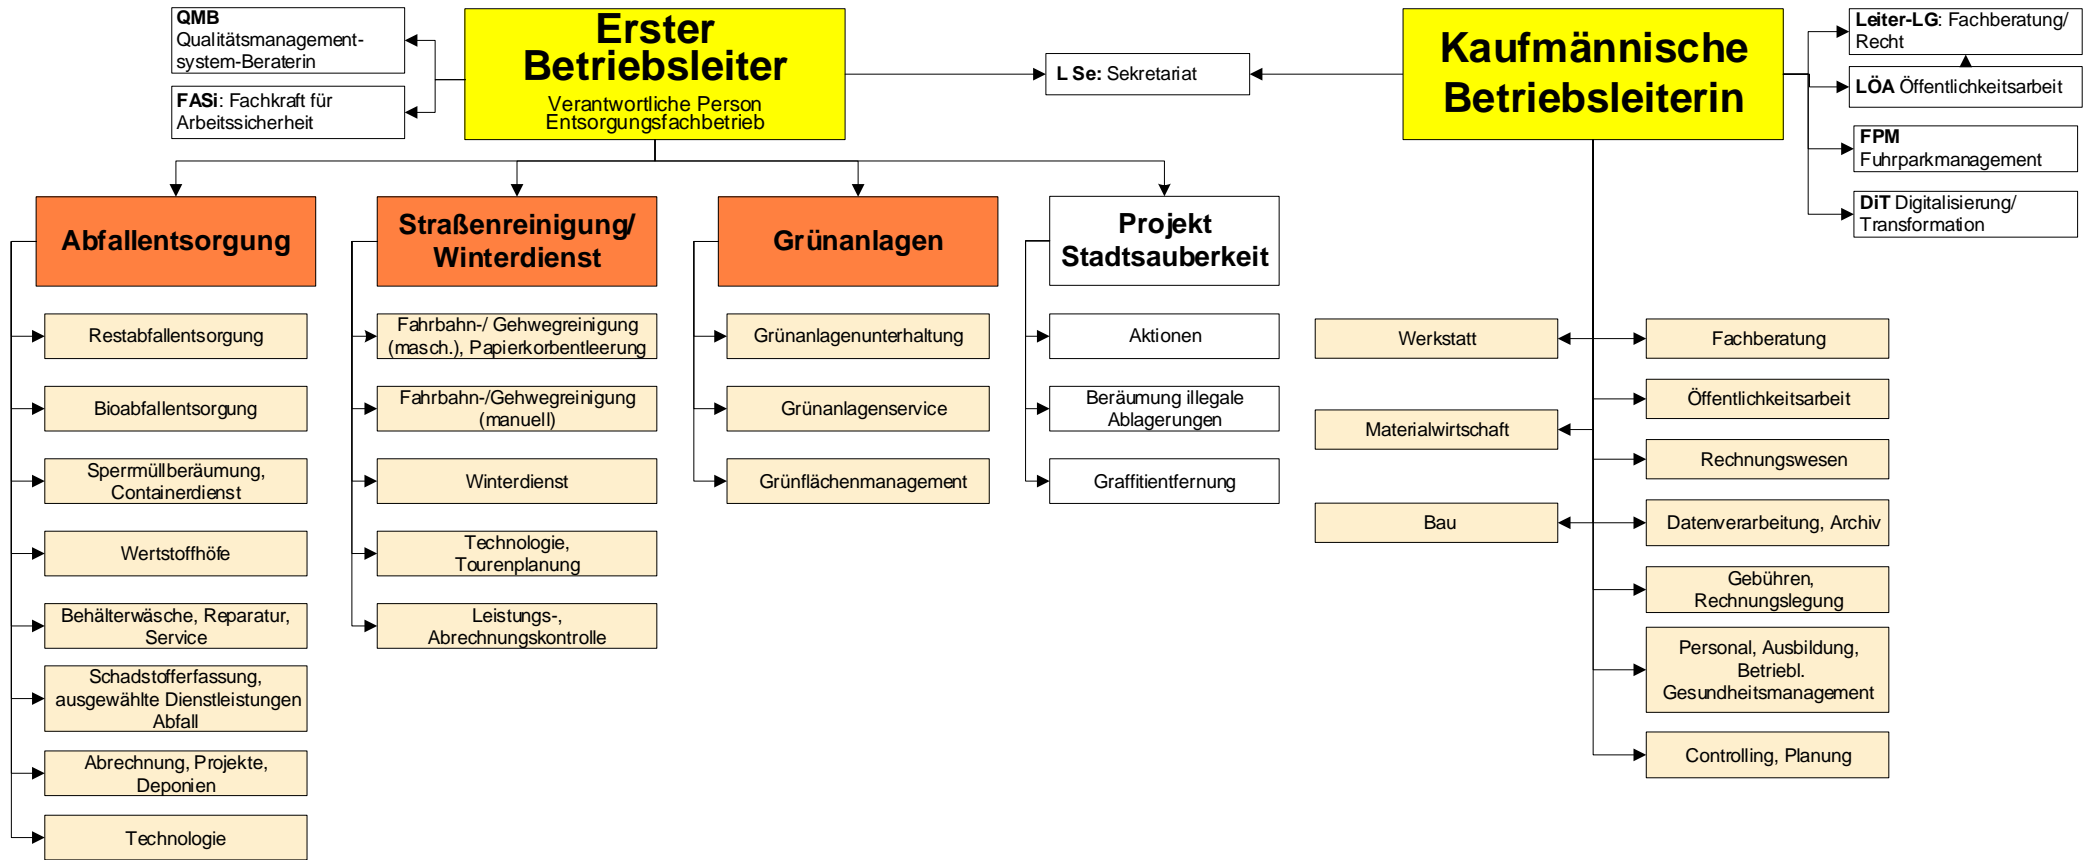 QMB
Qualitätsmanagement-
system-Beraterin
FASi: Fachkraft für
Arbeitssicherheit
Erster
Betriebsleiter
Verantwortliche Person
Entsorgungsfachbetrieb
L Se: Sekretariat
Kaufmännische
Betriebsleiterin
Leiter-LG: Fachberatung/
Recht
LÖA Öffentlichkeitsarbeit
FPM
Fuhrparkmanagement
DiT Digitalisierung/
Transformation
Abfallentsorgung
Restabfallentsorgung
Bioabfallentsorgung
Sperrmüllberäumung,
Containerdienst
Wertstoffhöfe
Behälterwäsche, Reparatur,
Service
Schadstofferfassung,
ausgewählte Dienstleistungen
Abfall
Abrechnung, Projekte,
Deponien
Technologie
Straßenreinigung/
Winterdienst
Fahrbahn-/ Gehwegreinigung
(masch.), Papierkorbentleerung
Fahrbahn-/Gehwegreinigung
(manuell)
Winterdienst
Technologie,
Tourenplanung
Leistungs-,
Abrechnungskontrolle
Grünanlagen
Grünanlagenunterhaltung
Grünanlagenservice
Grünflächenmanagement
Projekt
Stadtsauberkeit
Aktionen
Beräumung illegale
Ablagerungen
Graffitientfernung
Werkstatt
Materialwirtschaft
Bau
Fachberatung
Öffentlichkeitsarbeit
Rechnungswesen
Datenverarbeitung, Archiv
Gebühren,
Rechnungslegung
Personal, Ausbildung,
Betriebl.
Gesundheitsmanagement
Controlling, Planung